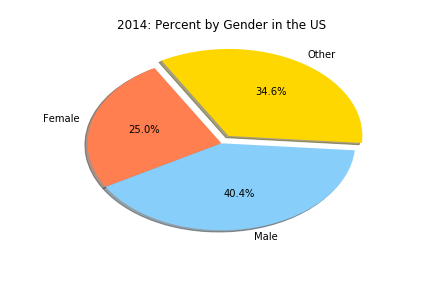 2014: Percent by Gender in the US
Other
34.6%
Female
25.0%
40.4%
Male